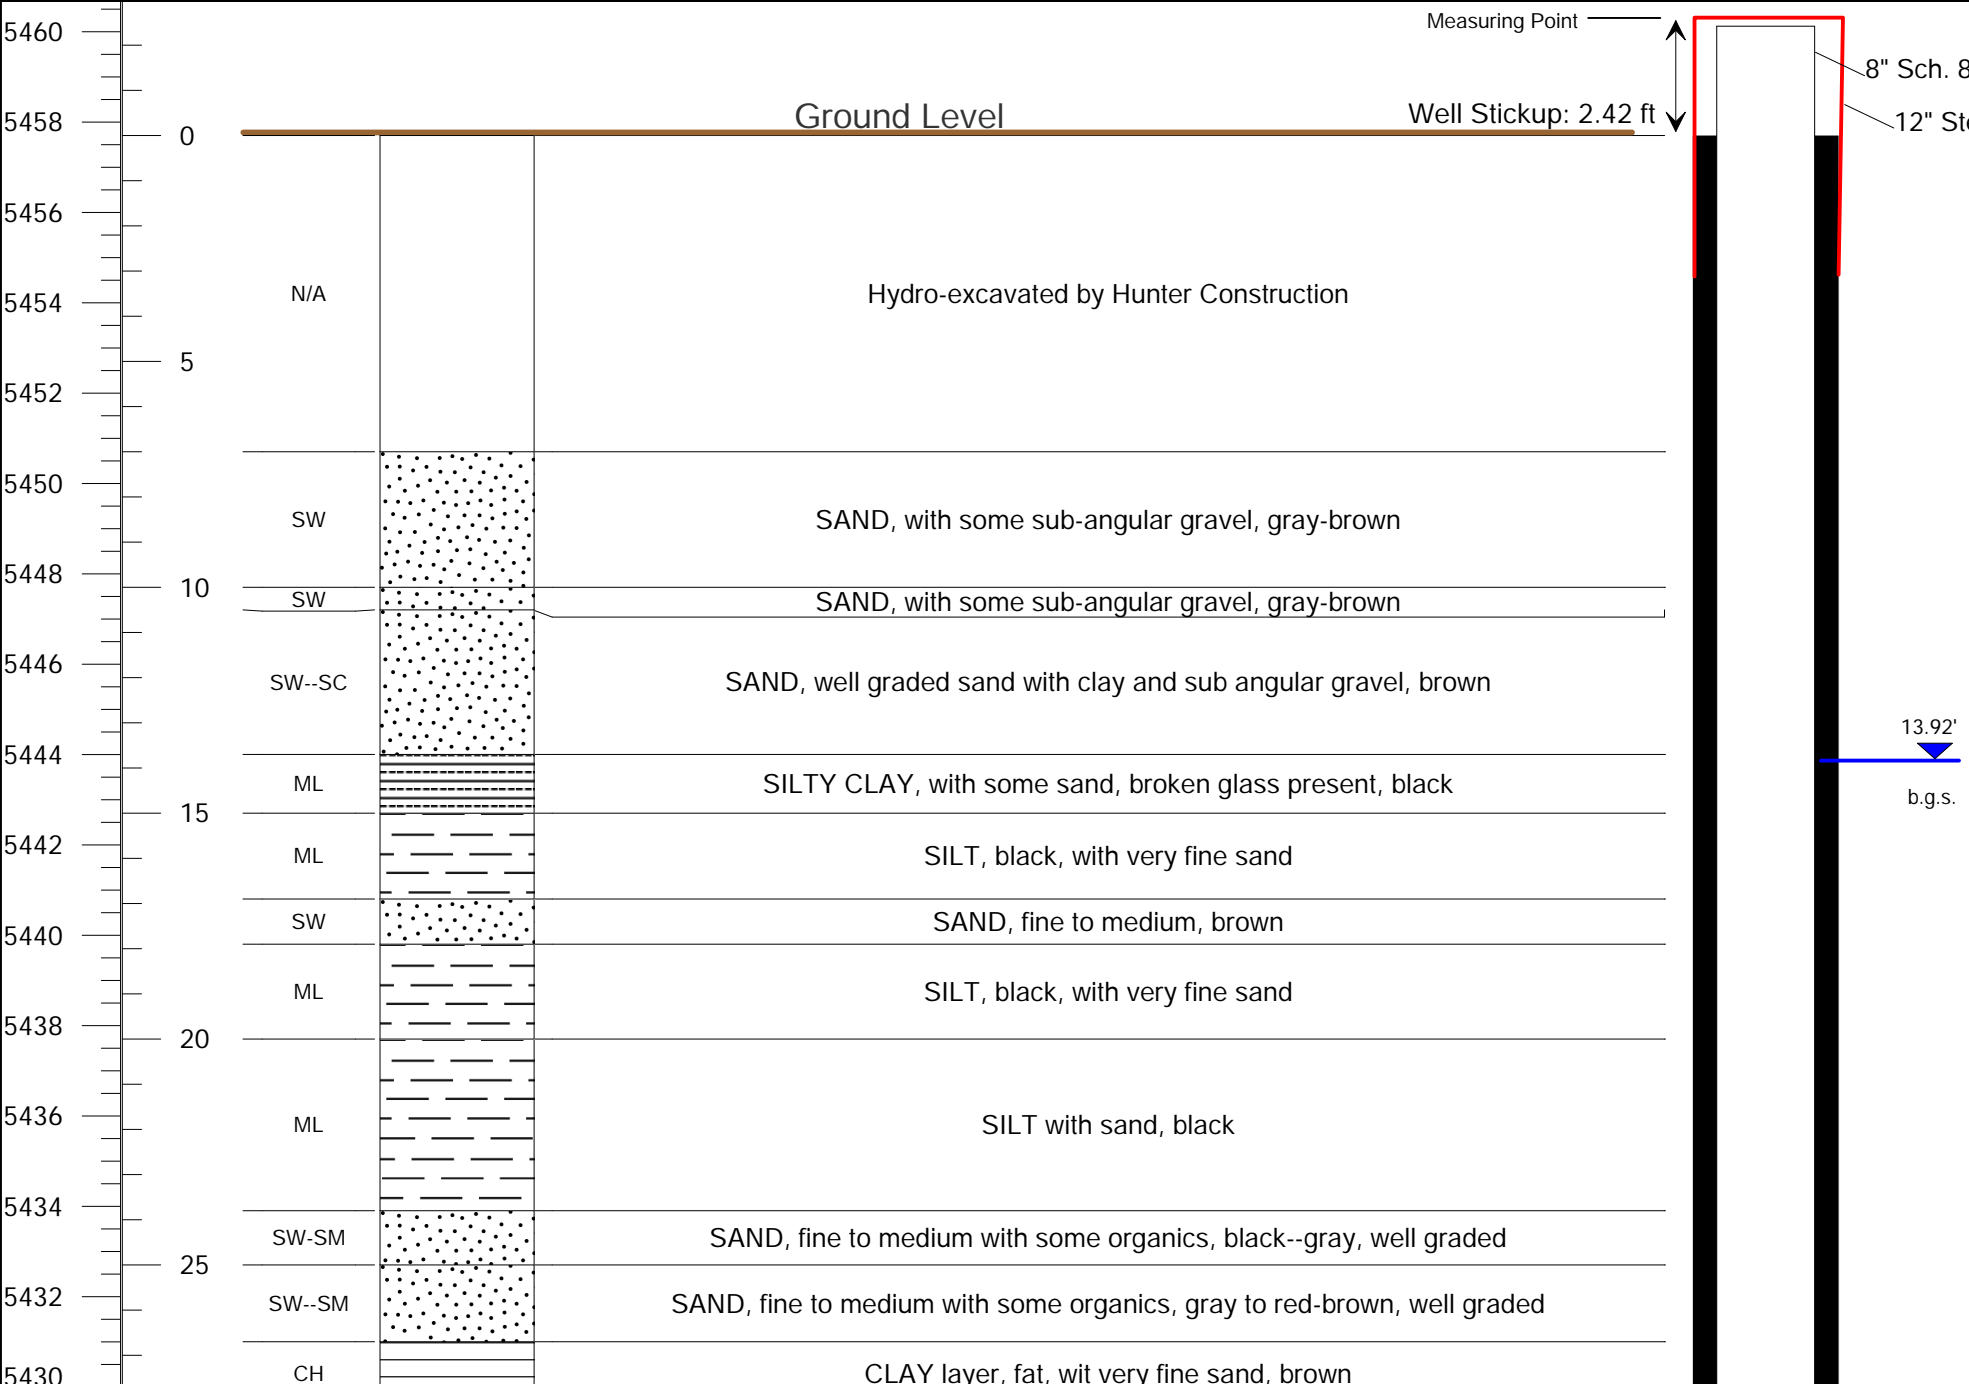 5460
Measuring Point
8" Sch. 8
5458
0
Ground Level
Well Stickup: 2.42 ft
12" Ste
5456
N/A
Hydro-excavated by Hunter Construction
5454
5
5452
5450
SW
SAND, with some sub-angular gravel, gray-brown
5448
10
SW
SAND, with some sub-angular gravel, gray-brown
5446
SW--SC
SAND, well graded sand with clay and sub angular gravel, brown
13.92'
5444
ML
SILTY CLAY, with some sand, broken glass present, black
b.g.s.
15
5442
ML
SILT, black, with very fine sand
SW
SAND, fine to medium, brown
5440
ML
SILT, black, with very fine sand
5438
20
5436
ML
SILT with sand, black
5434
SW-SM
SAND, fine to medium with some organics, black--gray, well graded
25
5432
SW--SM
SAND, fine to medium with some organics, gray to red-brown, well graded
5430
CH
CLAY layer, fat, wit very fine sand, brown